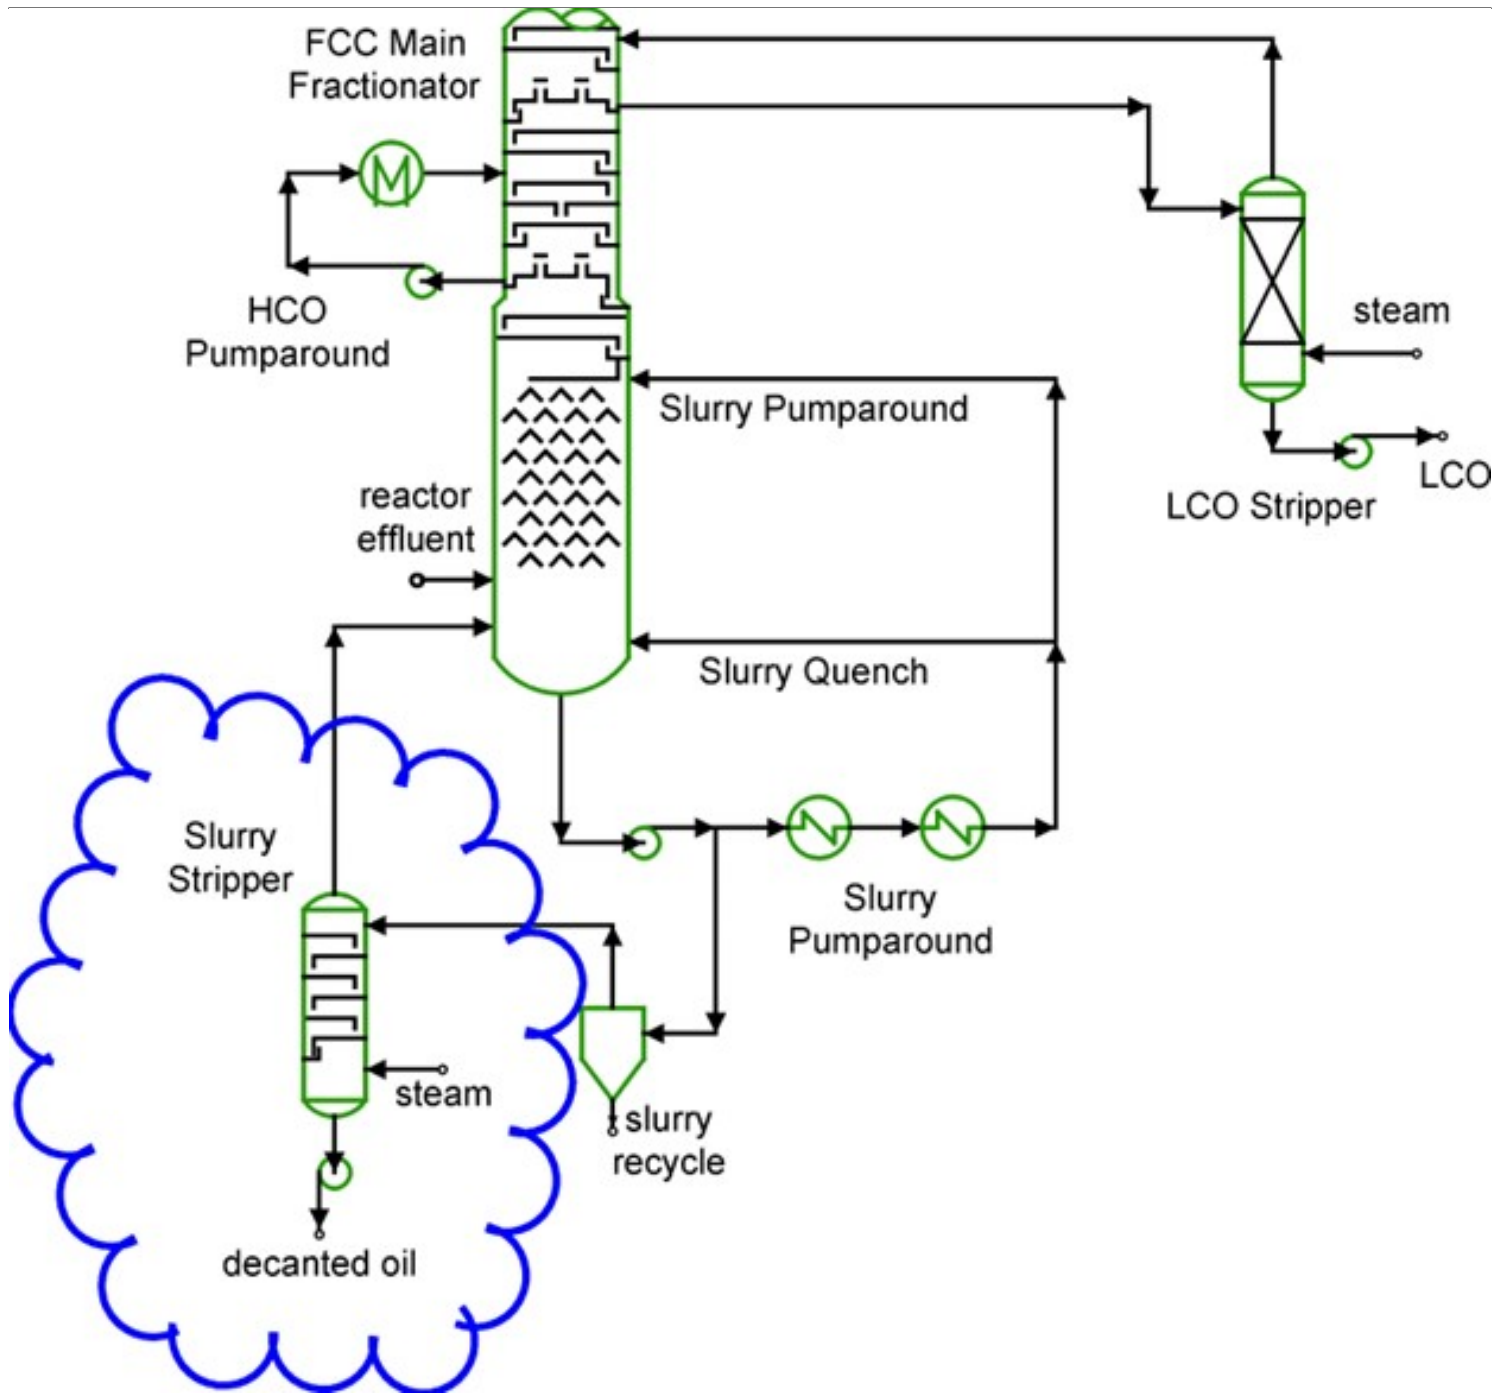 FCC Main
Fractionator
HCO
Pumparound
Slurry Pumparound
steam
LCO
LCO Stripper
reactor
effluent
Slurry Quench
Slurry
Stripper
Slurry
Pumparound
steam
slurry
recycle
decanted oil